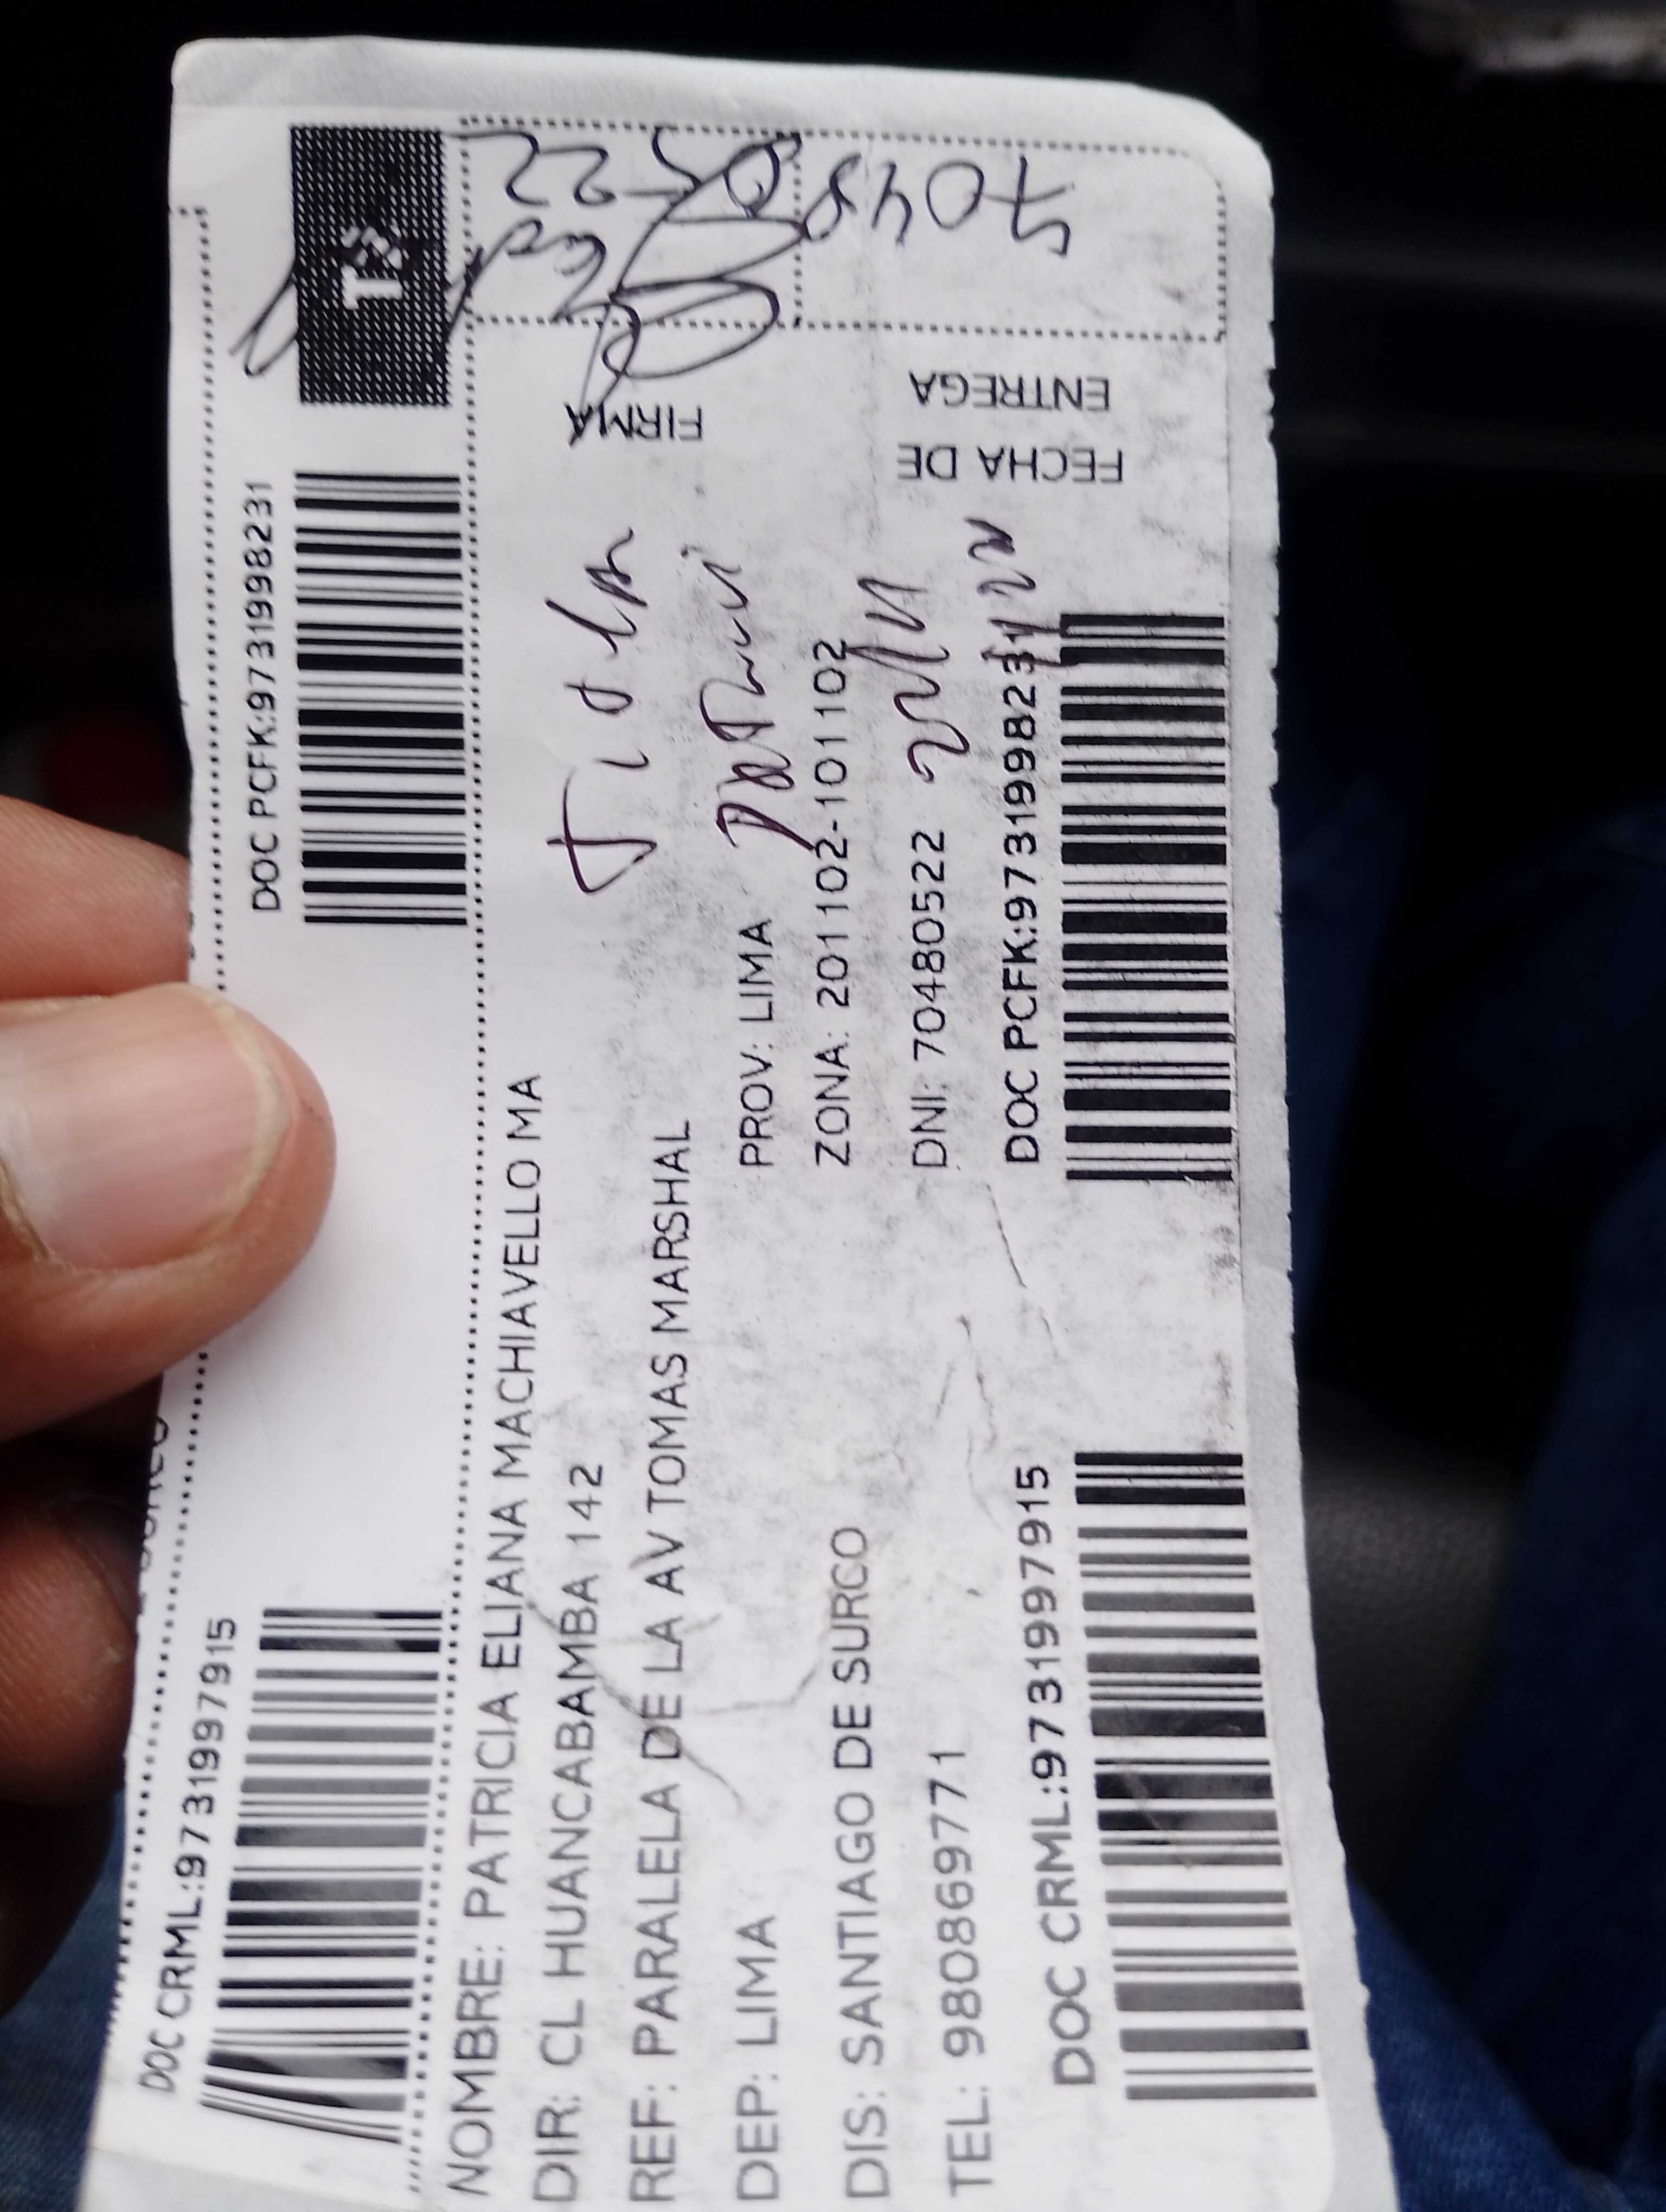 DOC CRML:97319997915
DOC PCFK:97319998231
NOMBRE: PATRICIA ELIANA MACHIAVELLO MA
DIR: CL HUANCABAMBA 142
REF: PARALELA DE LA AV TOMAS MARSHAL
DEP: LIMA
PROV: LIMA
DIS: SANTIAGO DE SURCO
ZONA: 201102-101102
TEL: 980869771
DNI: 70480522
DOC CRML:97319997915
DOC PCFK:97319998231
FIRMA
FECHA DE
ENTREGA
70480522